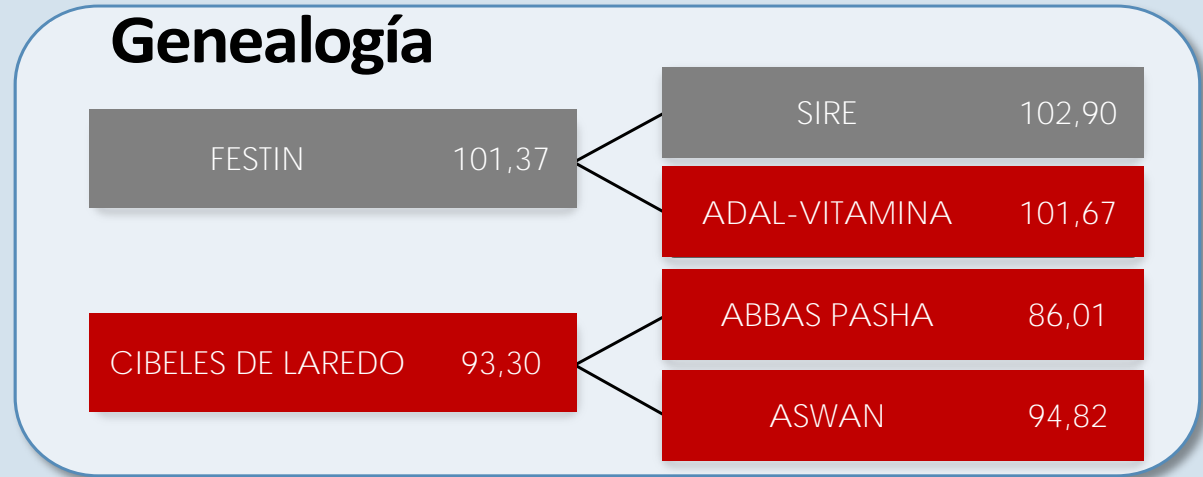 Genealogía
FESTIN 101,37
SIRE 102,90
ADAL-VITAMINA 101,67
CIBELES DE LAREDO 93,30
ABBAS PASHA 86,01
ASWAN 94,82